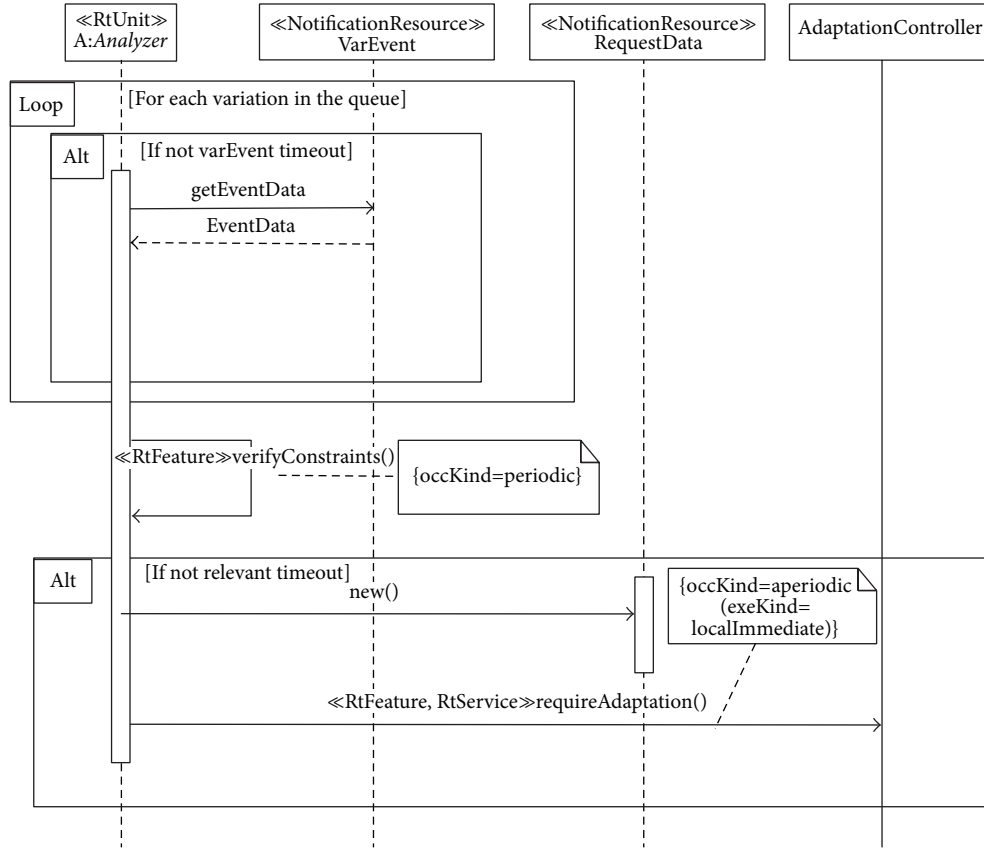 ≪RtUnit≫
A:Analyzer
≪NotificationResource≫
VarEvent
≪NotificationResource≫
RequestData
AdaptationController
Loop
[For each variation in the queue]
Alt
[If not varEvent timeout]
getEventData
EventData
≪RtFeature≫verifyConstraints()
{occKind=periodic}
Alt
[If not relevant timeout]
new()
{occKind=aperiodic
(exeKind=
localImmediate)}
≪RtFeature, RtService≫requireAdaptation()